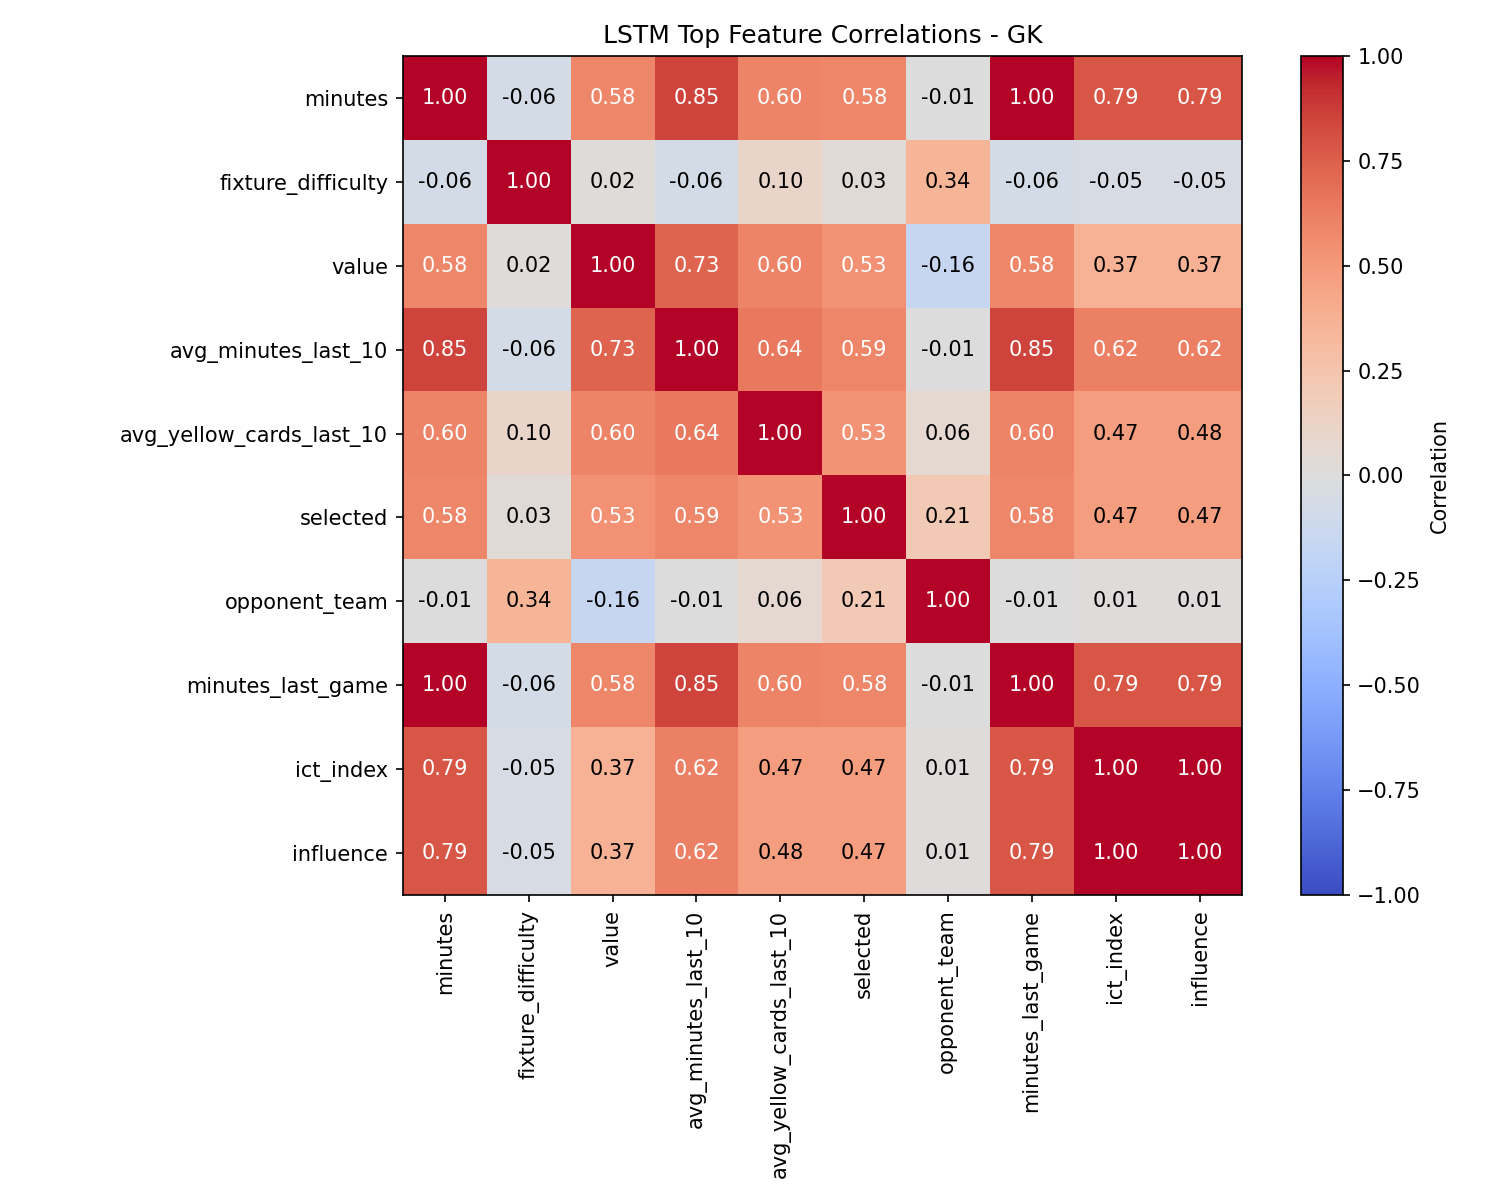 LSTM Top Feature Correlations - GK
minutes 1.00 -0.06 0.58 0.85 0.60 0.58 -0.01 1.00 0.79 0.79
fixture_difficulty -0.06 1.00 0.02 -0.06 0.10 0.03 0.34 -0.06 -0.05 -0.05
value 0.58 0.02 1.00 0.73 0.60 0.53 -0.16 0.58 0.37 0.37
avg_minutes_last_10 0.85 -0.06 0.73 1.00 0.64 0.59 -0.01 0.85 0.62 0.62
avg_yellow_cards_last_10 0.60 0.10 0.60 0.64 1.00 0.53 0.06 0.60 0.47 0.48
selected 0.58 0.03 0.53 0.59 0.53 1.00 0.21 0.58 0.47 0.47
opponent_team -0.01 0.34 -0.16 -0.01 0.06 0.21 1.00 -0.01 0.01 0.01
minutes_last_game 1.00 -0.06 0.58 0.85 0.60 0.58 -0.01 1.00 0.79 0.79
ict_index 0.79 -0.05 0.37 0.62 0.47 0.47 0.01 0.79 1.00 1.00
influence 0.79 -0.05 0.37 0.62 0.48 0.47 0.01 0.79 1.00 1.00
minutes
fixture_difficulty
value
avg_minutes_last_10
avg_yellow_cards_last_10
selected
opponent_team
minutes_last_game
ict_index
influence
1.00
0.75
0.50
0.25
0.00
−0.25
−0.50
−0.75
−1.00
Correlation